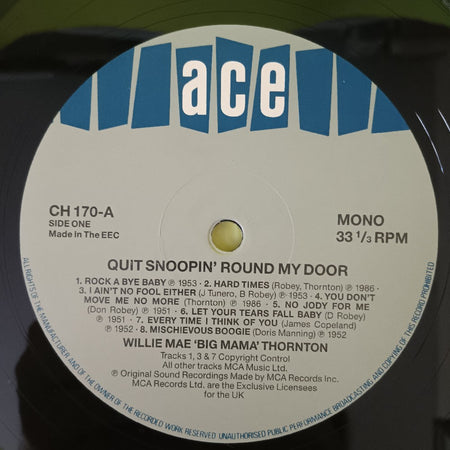 ace
CH 170-A
SIDE ONE
Made In The EEC
MONO
33 1/3 RPM
QUIT SNOOPIN' ROUND MY DOOR
1. ROCK A BYE BABY ℗ 1953 · 2. HARD TIMES (Robey, Thornton) ℗ 1986 ·
3. I AIN'T NO FOOL EITHER (J Tunero, B Robey) ℗ 1953 · 4. YOU DON'T
MOVE ME NO MORE (Thornton) ℗ 1986 · 5. NO JODY FOR ME
(Don Robey) ℗ 1951 · 6. LET YOUR TEARS FALL BABY (D Robey)
℗ 1951 · 7. EVERY TIME I THINK OF YOU (James Copeland)
℗ 1952 · 8. MISCHIEVOUS BOOGIE (Doris Manning) ℗ 1952
WILLIE MAE 'BIG MAMA' THORNTON
Tracks 1, 3 & 7 Copyright Control
All other tracks MCA Music Ltd.
℗ Original Sound Recordings Made by MCA Records Inc.
MCA Records Inc, are the Exclusive Licensees
for the UK
ALL RIGHTS OF THE MANUFACTURER AND OF THE OWNER OF THE RECORDED WORK RESERVED UNAUTHORISED PUBLIC PERFORMANCE BROADCASTING AND COPYING OF THIS RECORD PROHIBITED